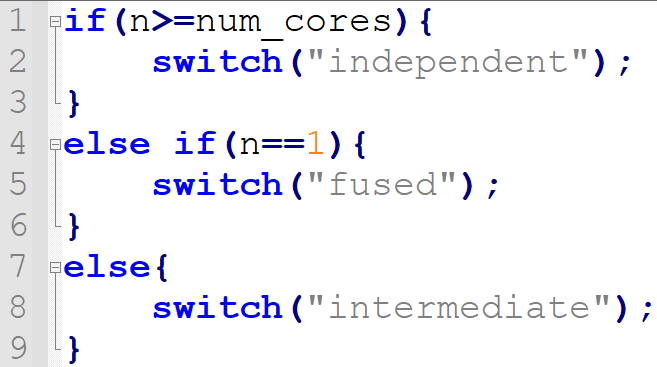 1 if(n>=num_cores){
2     switch("independent");
3 }
4 else if(n==1){
5     switch("fused");
6 }
7 else{
8     switch("intermediate");
9 }